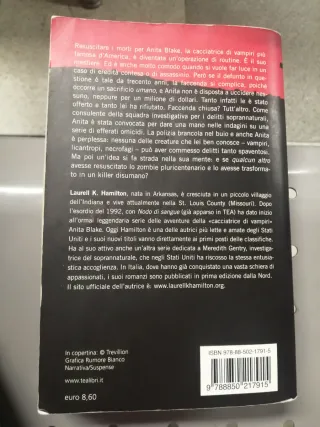 Resuscitare i morti per Anita Blake, la cacciatrice di vampiri più
famosa d'America, è diventata un'operazione di routine. È il suo
mestiere. Ed è anche molto comodo quando si vuole far luce in un
caso di eredità contesa o di assassinio. Però se il defunto in que-
stione è tale da trecento anni, la faccenda si complica, poiché
occorre un sacrificio umano, e Anita non è disposta a uccidere nes-
suno, neppure per un milione di dollari. Tanto infatti le è stato
offerto a tanto lei ha rifiutato. Faccenda chiusa? Tutt'altro. Come
consulente della squadra investigativa per i delitti soprannaturali,
Anita è stata convocata per dare una mano nelle indagini su una
serie di efferati omicidi. La polizia brancola nel buio e anche Anita
è perplessa: nessuna delle creature che lei ben conosce – vampiri,
licantropi, necrofagi – può aver commesso delitti tanto spaventosi.
Ma poi un'idea si fa strada nella sua mente: e se qualcun altro
avesse resuscitato lo zombie pluricentenario e lo avesse trasforma-
to in un killer disumano?
Laurell K. Hamilton, nata in Arkansas, è cresciuta in un piccolo villaggio
dell'Indiana e vive attualmente nella St. Louis County (Missouri). Dopo
l'esordio del 1992, con Nodo di sangue (già apparso in TEA) ha dato inizio
all'ormai leggendaria serie delle avventure della «cacciatrice di vampiri»
Anita Blake. Oggi Hamilton è una delle autrici più lette e amate degli Stati
Uniti e i suoi nuovi titoli vanno direttamente ai primi posti delle classifiche.
Ha al suo attivo anche un'altra serie dedicata a Meredith Gentry, investiga-
trice del soprannaturale, che negli Stati Uniti ha riscosso la stessa entusia-
stica accoglienza. In Italia, dove hanno già conquistato una vasta schiera di
appassionati, i suoi romanzi sono pubblicati in prima edizione dalla Nord.
Il sito ufficiale dell'autrice è: www.laurellkhamilton.org.
In copertina: © Trevillion
Grafica Rumore Bianco
Narrativa/Suspense
www.tealibri.it
euro 8,60
ISBN 978-88-502-1791-5
9 788850 217915